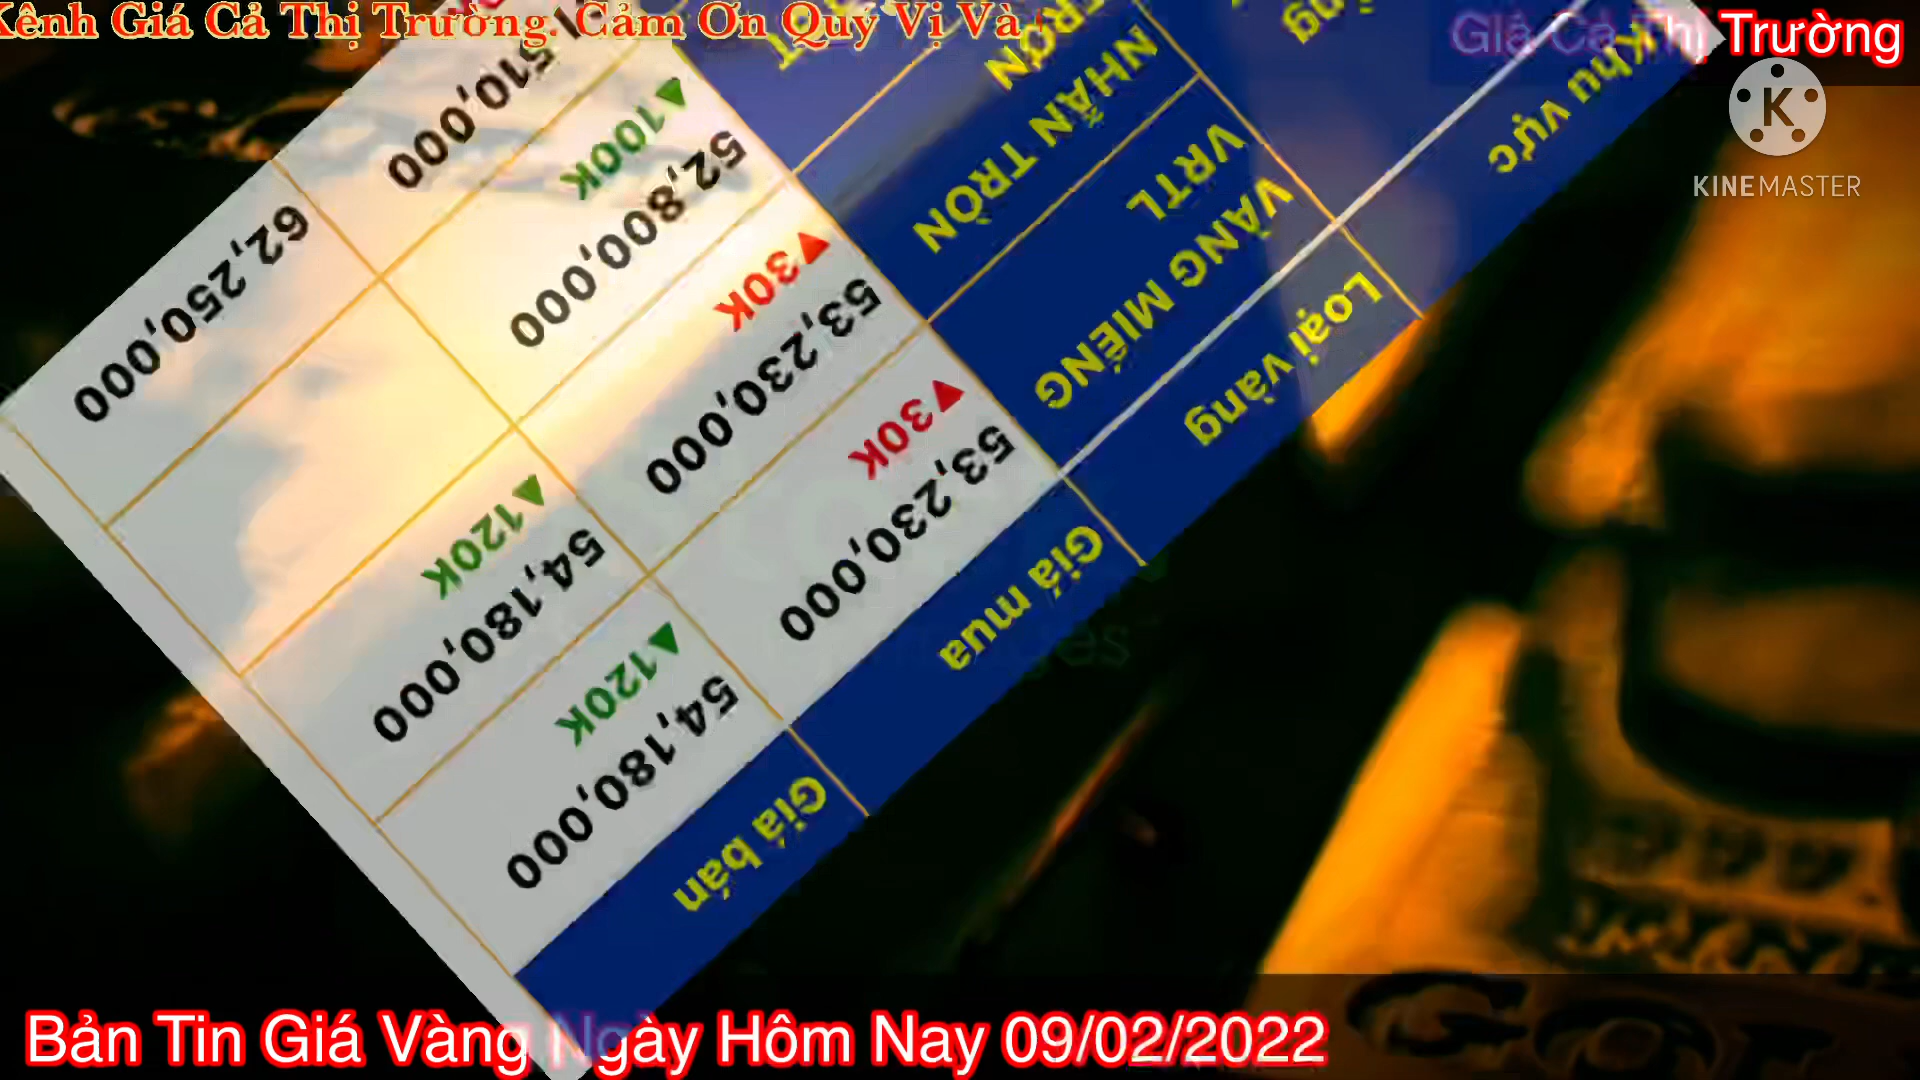 Kênh Giá Cả Thị Trường. Cảm Ơn Quý Vị Và
Giá Cả Thị Trường
KINEMASTER
Khu vực
Loại vàng
Giá mua
Giá bán
VÀNG MIẾNG
VRTL
53,230,000
▼30K
54,180,000
▲120K
NHẪN TRÒN
53,230,000
▼30K
54,180,000
▲120K
TRÒN
52,800,000
▲100K
510,000
62,250,000
Bản Tin Giá Vàng Ngày Hôm Nay 09/02/2022